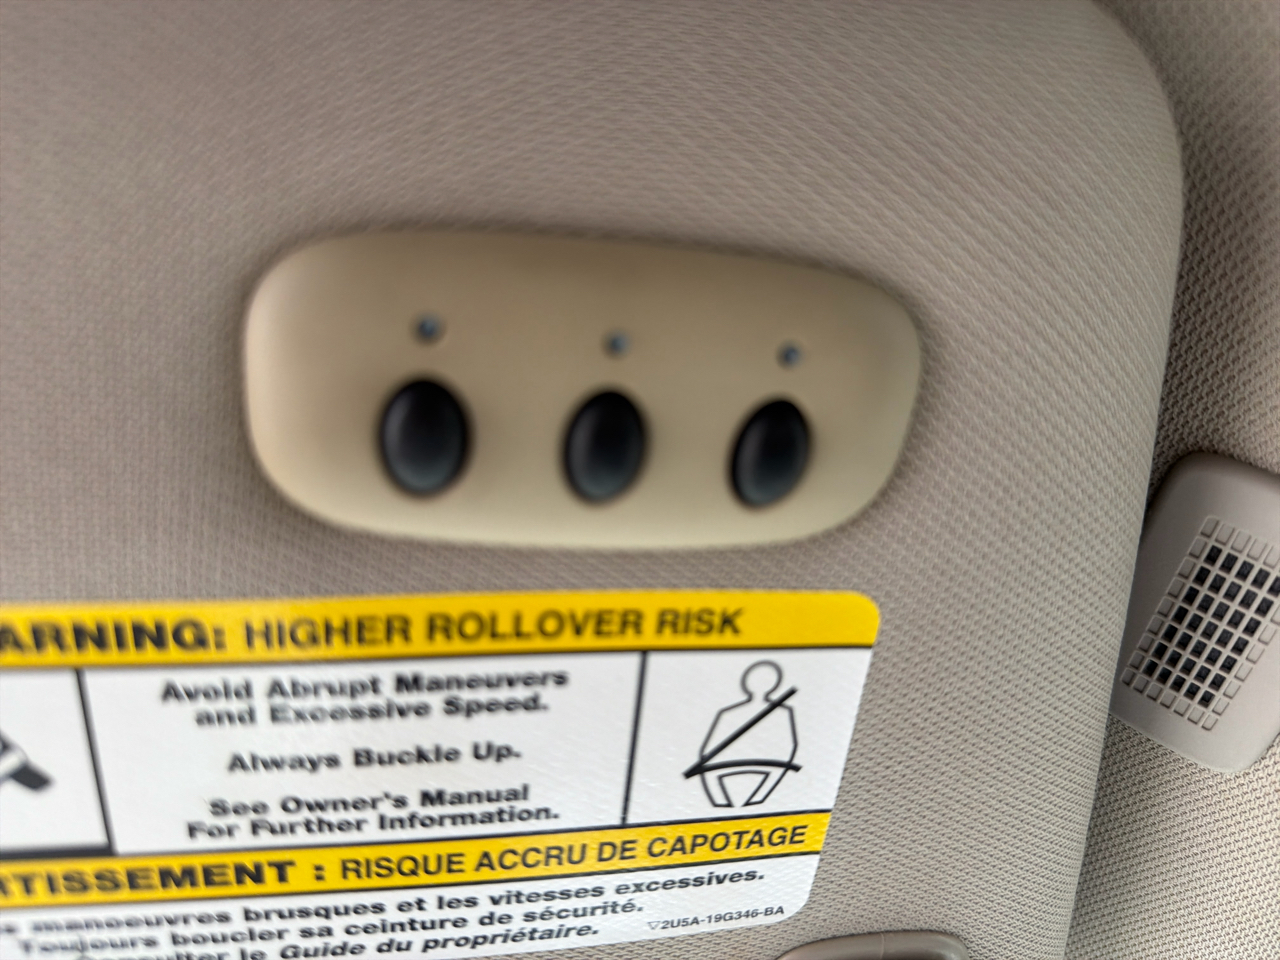 ARNING: HIGHER ROLLOVER RISK
Avoid Abrupt Maneuvers
and Excessive Speed.
Always Buckle Up.
See Owner's Manual
For Further Information.
TISSEMENT : RISQUE ACCRU DE CAPOTAGE
manoeuvres brusques et les vitesses excessives.
Toujours boucler sa ceinture de sécurité.
le Guide du propriétaire.
▽2U5A-19G346-BA